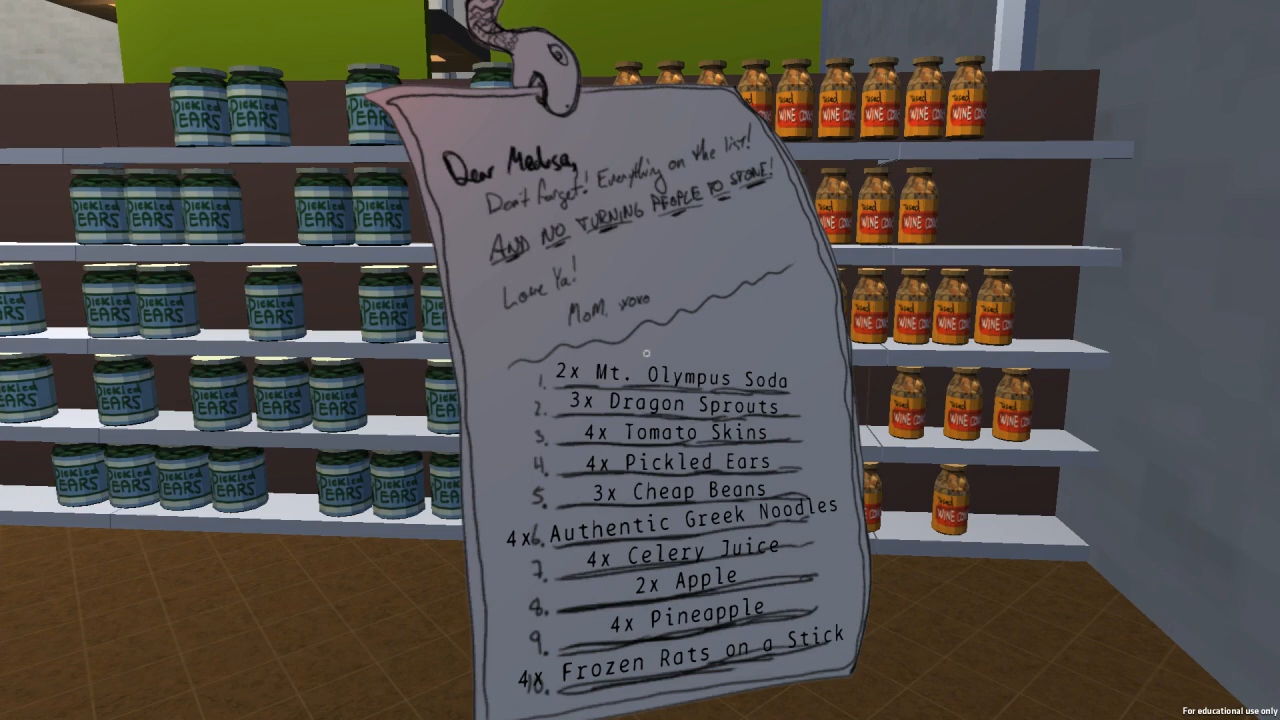 Dear Medusa,
Don't forget! Everything on the list!
AND NO TURNING PEOPLE TO STONE!
Love Ya!
MOM. xoxo
1. 2x Mt. Olympus Soda
2. 3x Dragon Sprouts
3. 4x Tomato Skins
4. 4x Pickled Ears
5. 3x Cheap Beans
4x6. Authentic Greek Noodles
7. 4x Celery Juice
8. 2x Apple
9. 4x Pineapple
4x 10. Frozen Rats on a Stick
Pickled
EARS
Used
WINE
For educational use only